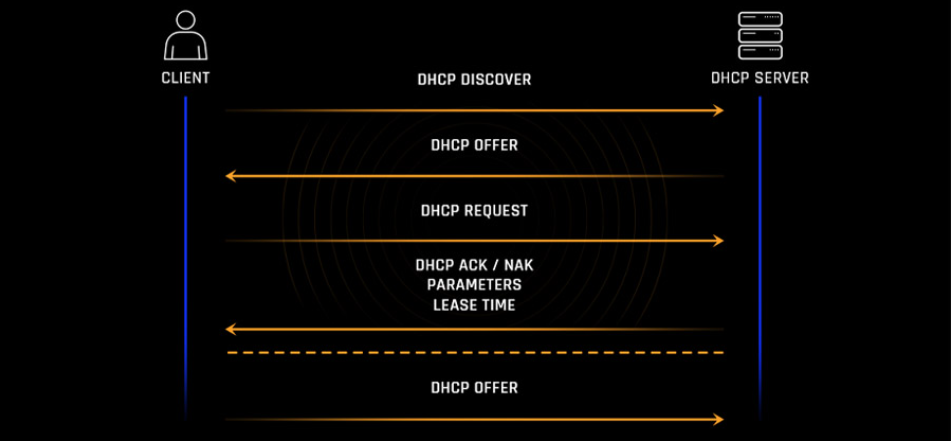 CLIENT
DHCP SERVER
DHCP DISCOVER
DHCP OFFER
DHCP REQUEST
DHCP ACK / NAK
PARAMETERS
LEASE TIME
DHCP OFFER